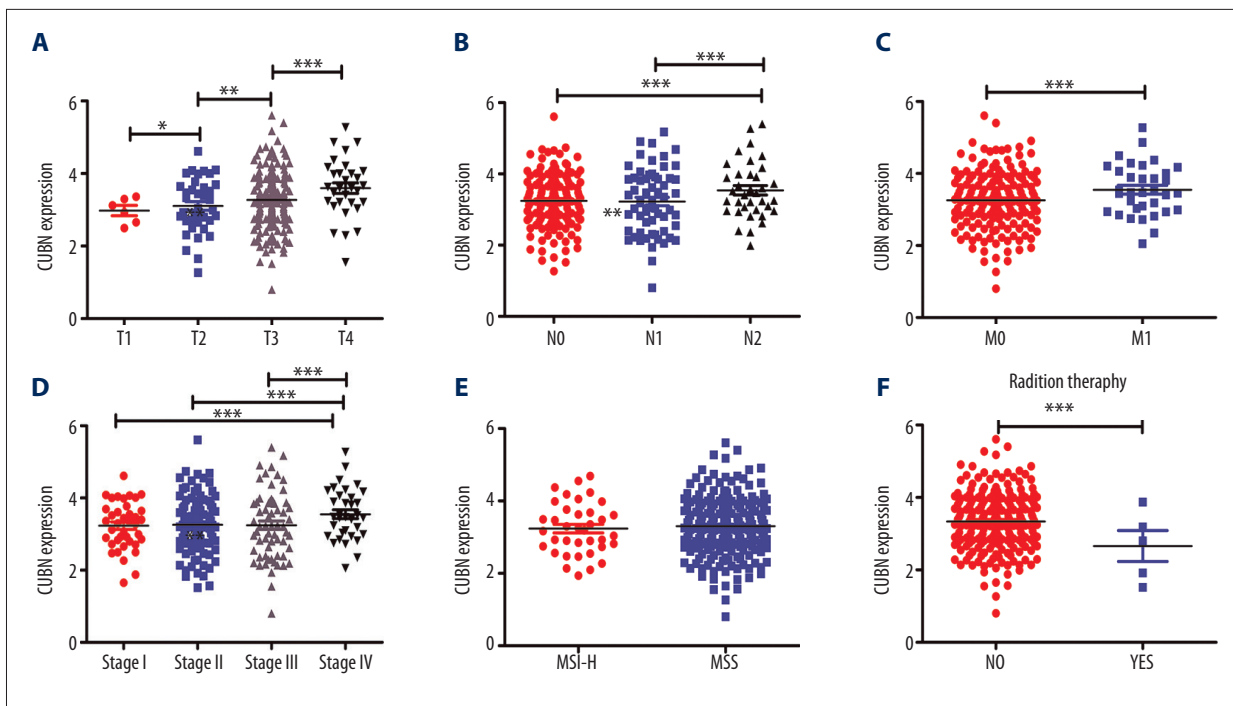 A
***
**
*
6
4
2
0
CUBN expression
**
T1 T2 T3 T4
B
***
***
6
4
2
0
CUBN expression
**
N0 N1 N2
C
***
6
4
2
0
CUBN expression
M0 M1
D
***
***
***
6
4
2
0
CUBN expression
**
Stage I Stage II Stage III Stage IV
E
6
4
2
0
CUBN expression
MSI-H MSS
F
Radition theraphy
***
6
4
2
0
CUBN expression
NO YES